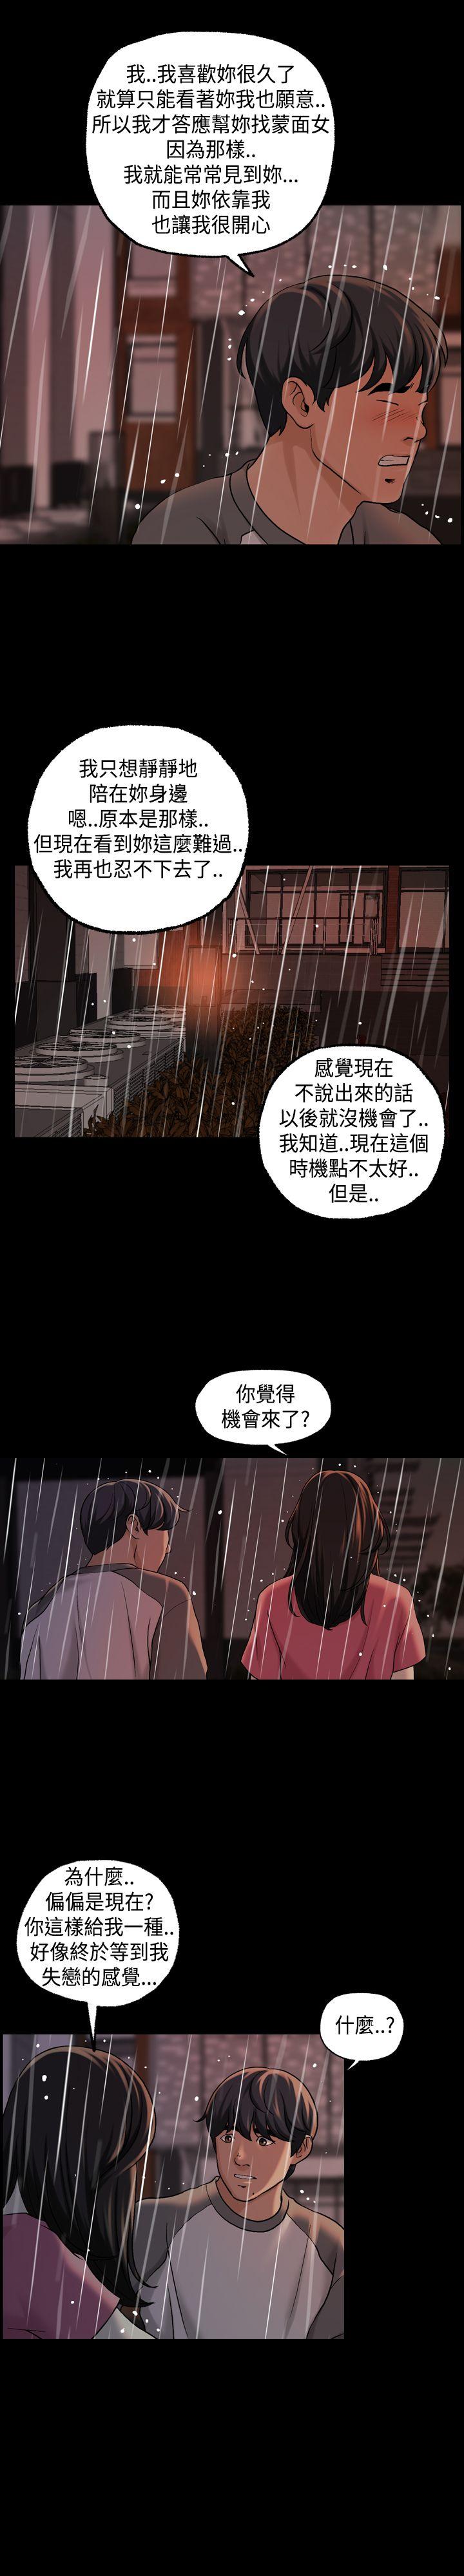 我..我喜歡妳很久了
就算只能看著妳我也願意..
所以我才答應幫妳找蒙面女
因為那樣..
我就能常常見到妳...
而且妳依靠我
也讓我很開心
我只想靜靜地
陪在妳身邊
嗯..原本是那樣..
但現在看到妳這麼難過..
我再也忍不下去了..
感覺現在
不說出來的話
以後就沒機會了..
我知道..現在這個
時機點不太好..
但是..
你覺得
機會來了?
為什麼..
偏偏是現在?
你這樣給我一種..
好像終於等到我
失戀的感覺...
什麼..?